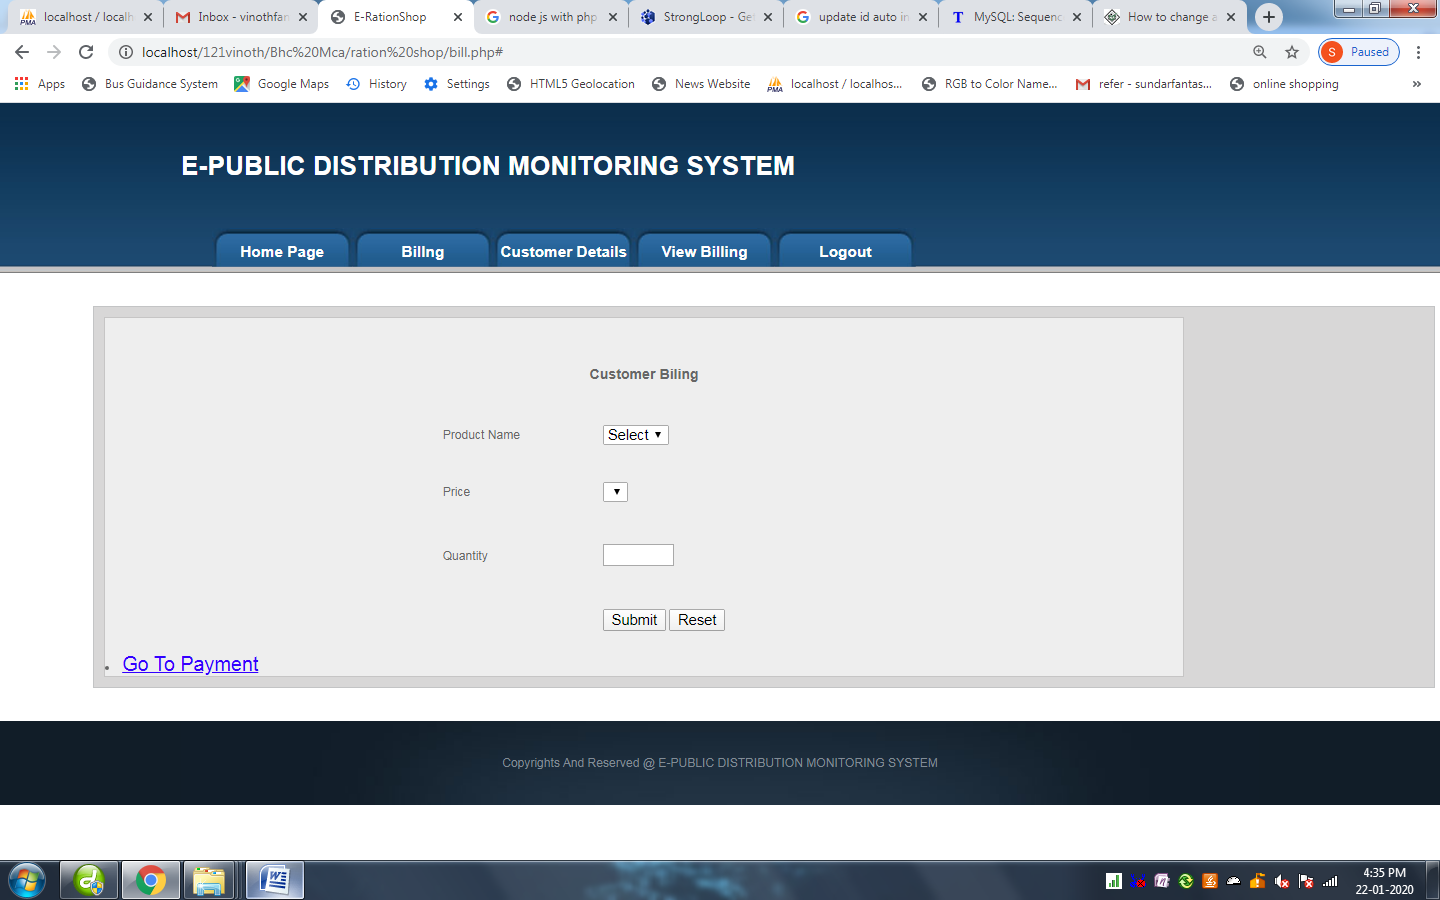 localhost / localh
Inbox - vinothfan
E-RationShop
node js with php
StrongLoop - Get
update id auto in
MySQL: Sequenc
How to change a
localhost/121vinoth/Bhc%20Mca/ration%20shop/bill.php#
S Paused
Apps
Bus Guidance System
Google Maps
History
Settings
HTML5 Geolocation
News Website
PMA
localhost / localhos...
RGB to Color Name...
refer - sundarfantas...
online shopping
»
E-PUBLIC DISTRIBUTION MONITORING SYSTEM
Home Page
Billng
Customer Details
View Billing
Logout
Customer Biling
Product Name Select
Price
Quantity
Submit Reset
• Go To Payment
Copyrights And Reserved @ E-PUBLIC DISTRIBUTION MONITORING SYSTEM
4:35 PM
22-01-2020